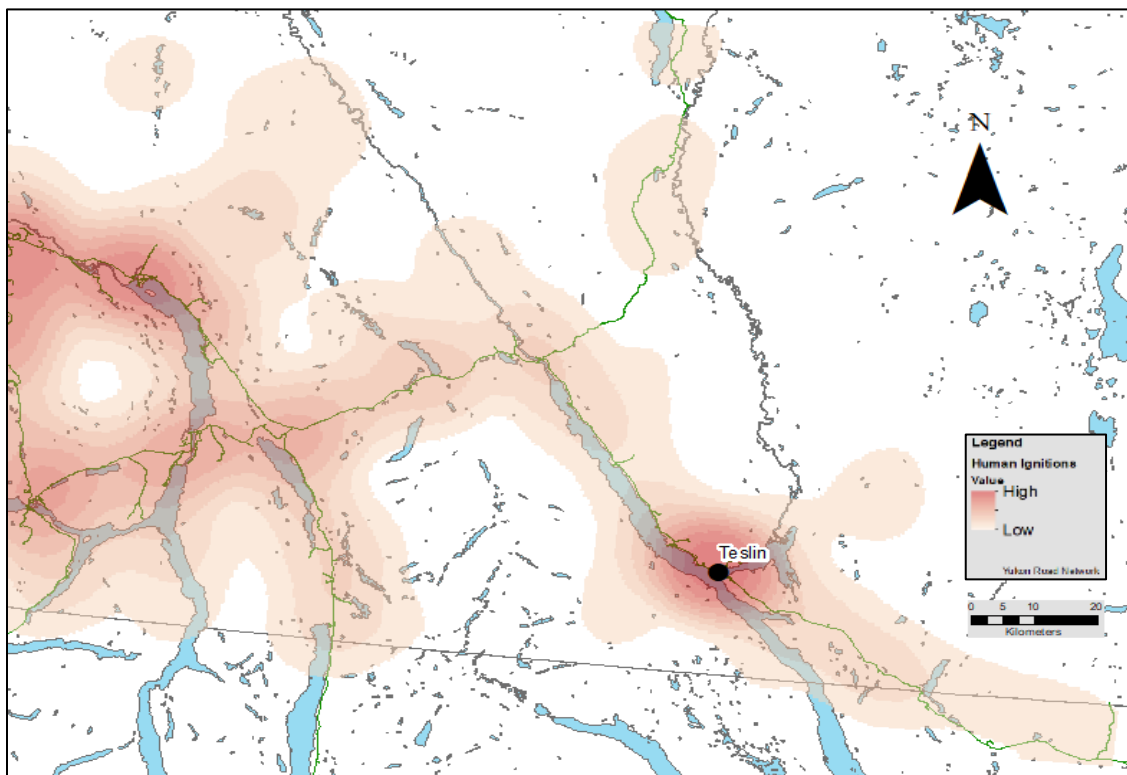 N
Teslin
Legend
Human Ignitions
Value
High
Low
Yukon Road Network
0 5 10 20
Kilometers